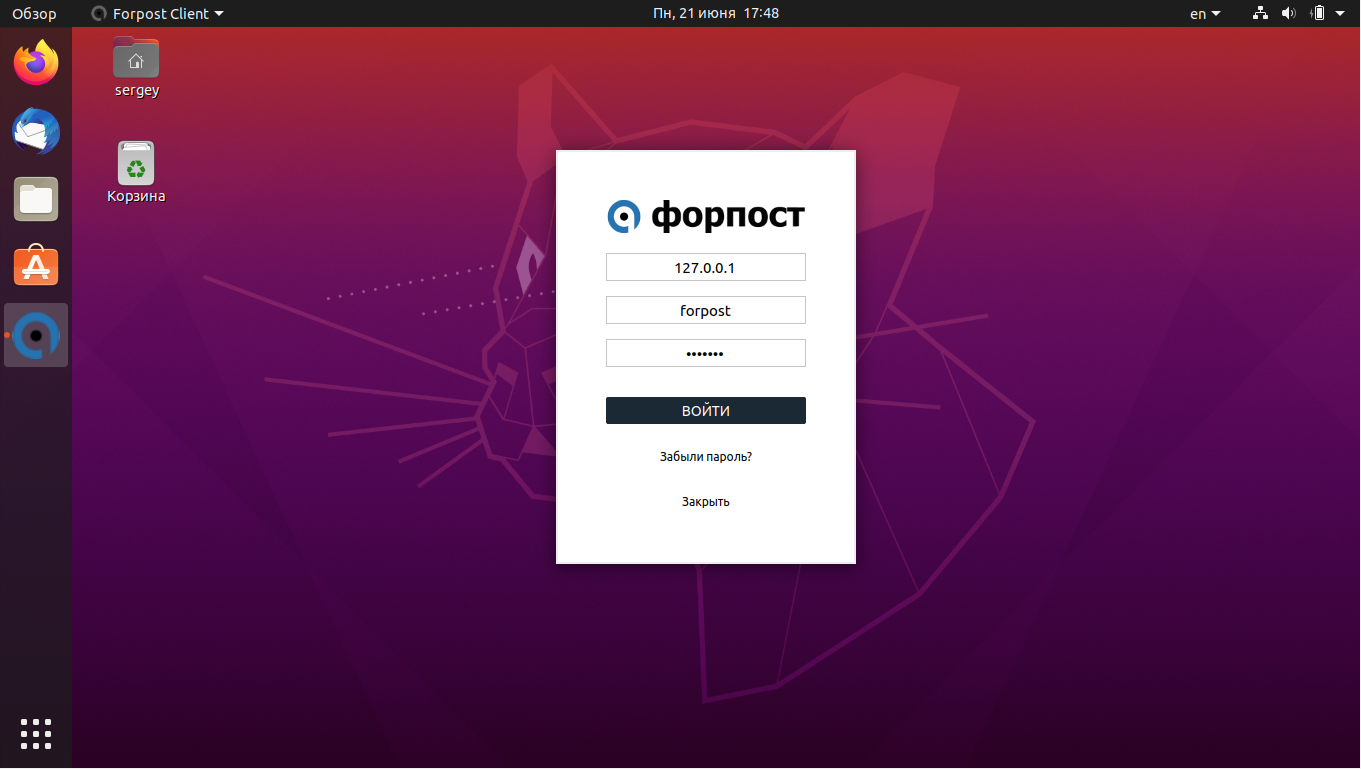 Обзор
Forpost Client
Пн, 21 июня 17:48
en
sergey
Корзина
форпост
127.0.0.1
forpost
•••••••
ВОЙТИ
Забыли пароль?
Закрыть